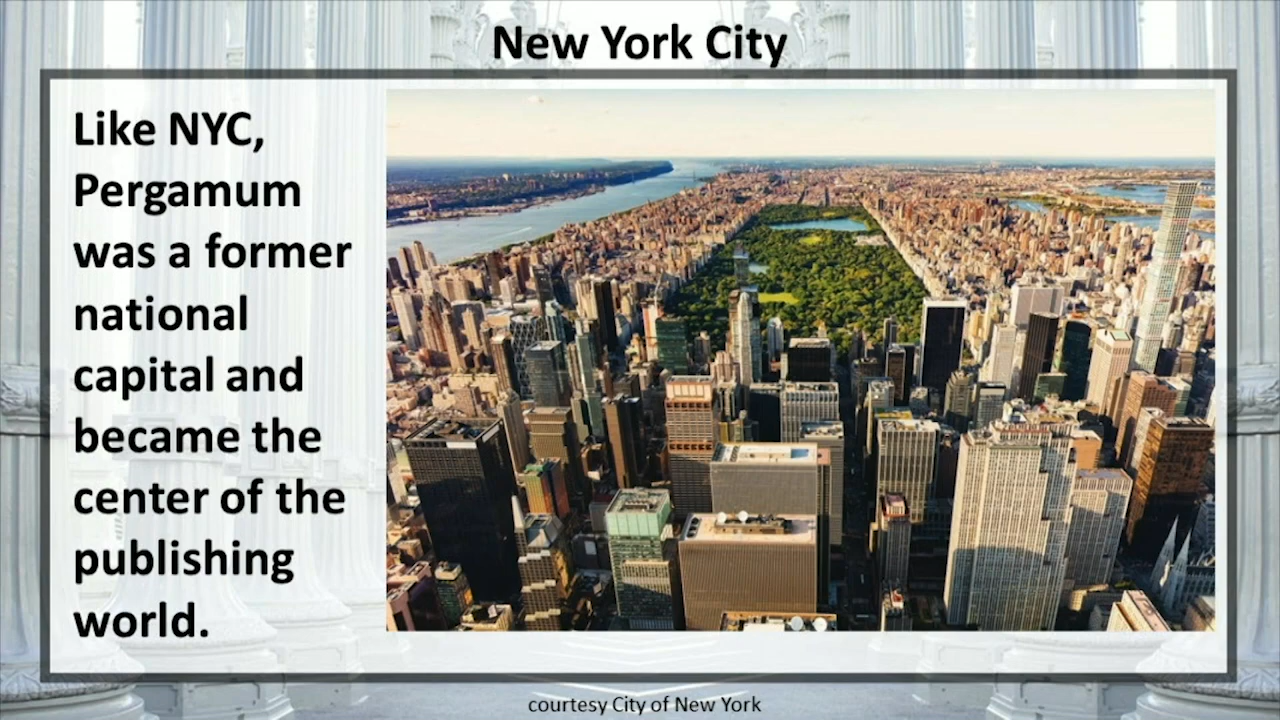 New York City
Like NYC,
Pergamum
was a former
national
capital and
became the
center of the
publishing
world.
courtesy City of New York